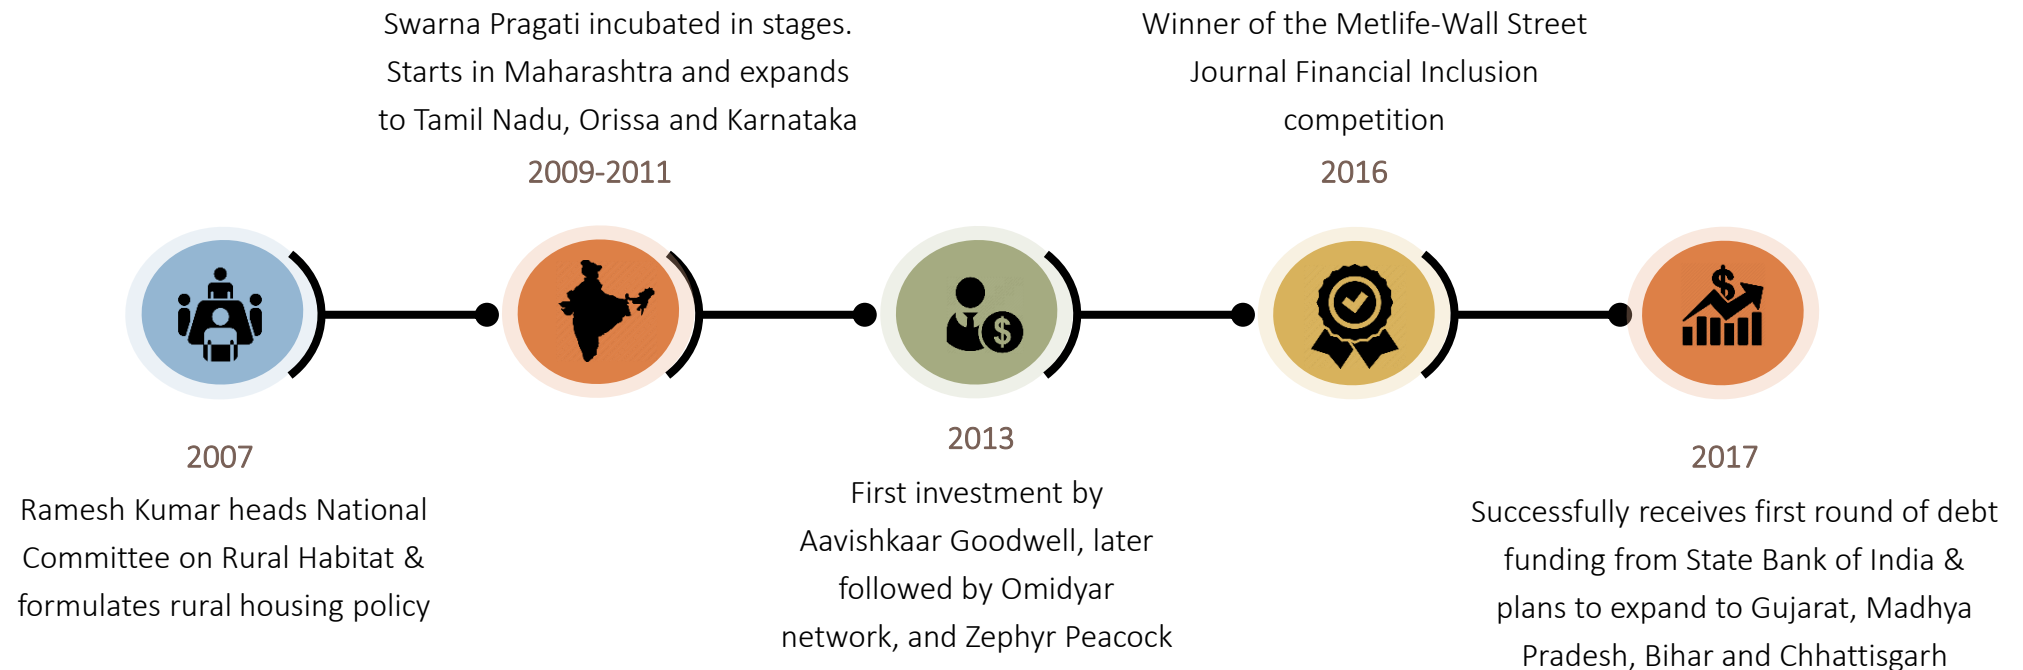 2007
Ramesh Kumar heads National
Committee on Rural Habitat &
formulates rural housing policy
Swarna Pragati incubated in stages.
Starts in Maharashtra and expands
to Tamil Nadu, Orissa and Karnataka
2009-2011
$
2013
First investment by
Aavishkaar Goodwell, later
followed by Omidyar
network, and Zephyr Peacock
Winner of the Metlife-Wall Street
Journal Financial Inclusion
competition
2016
$
2017
Successfully receives first round of debt
funding from State Bank of India &
plans to expand to Gujarat, Madhya
Pradesh, Bihar and Chhattisgarh